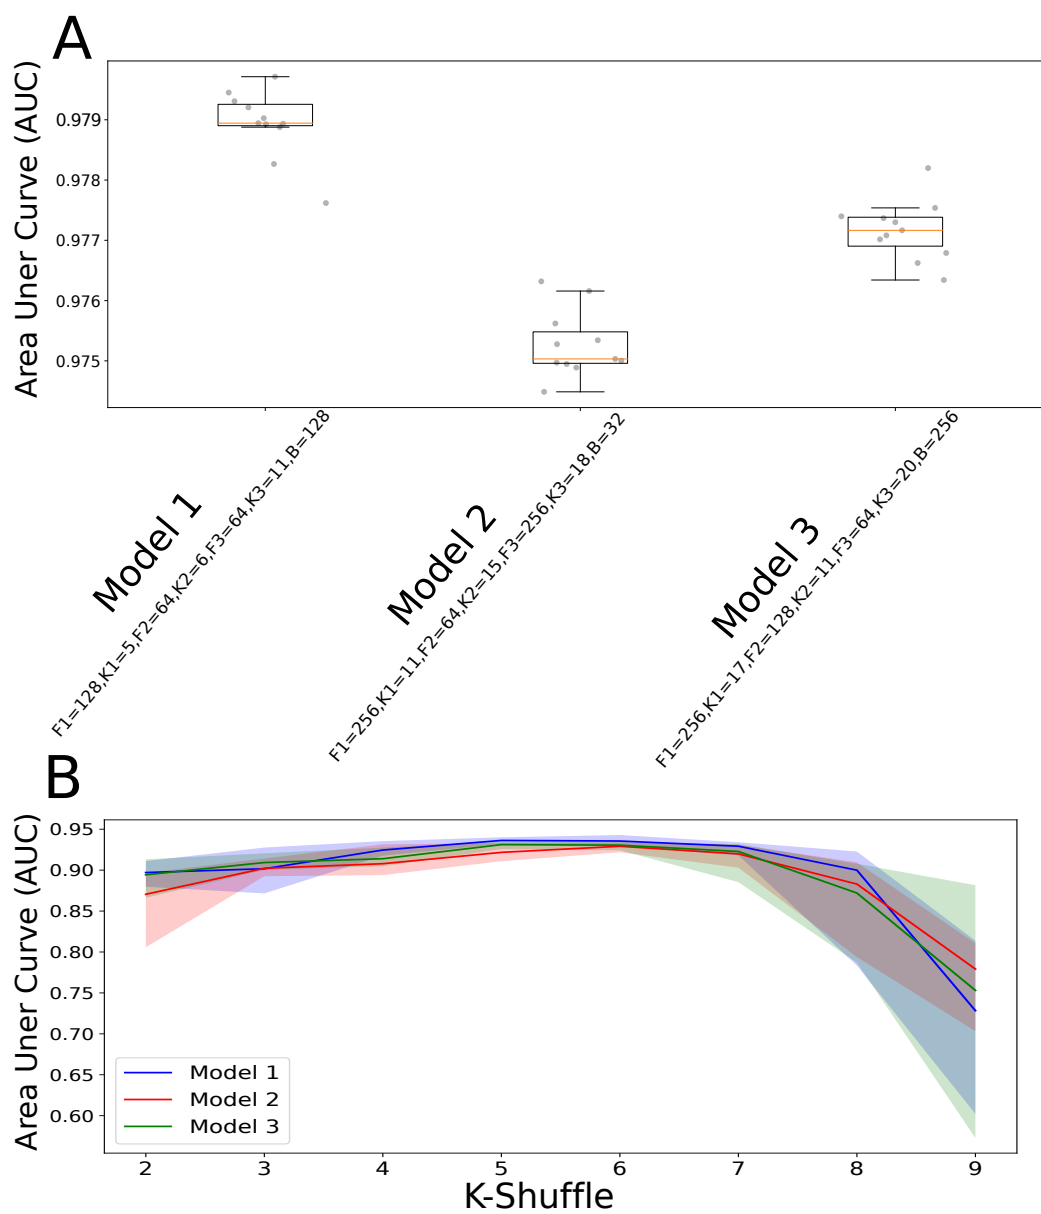 A
Area Uner Curve (AUC)
0.979
0.978
0.977
0.976
0.975
Model 1
F1=128,K1=5,F2=64,K2=6,F3=64,K3=11,B=128
Model 2
F1=256,K1=11,F2=64,K2=15,F3=256,K3=18,B=32
Model 3
F1=256,K1=17,F2=128,K2=11,F3=64,K3=20,B=256
B
Area Uner Curve (AUC)
0.95
0.90
0.85
0.80
0.75
0.70
0.65
0.60
Model 1
Model 2
Model 3
2 3 4 5 6 7 8 9
K-Shuffle